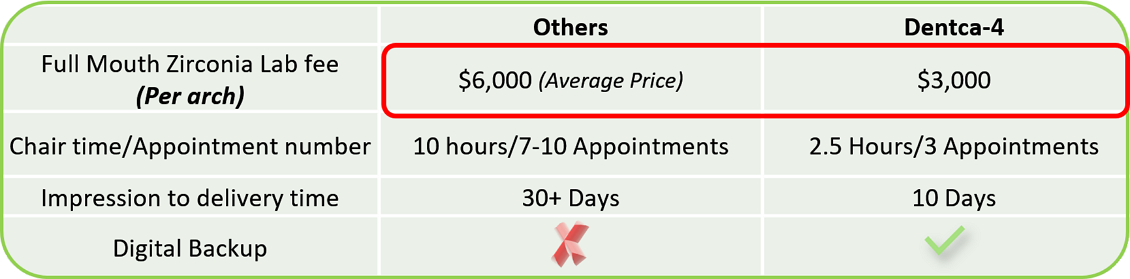 Others Dentca-4
Full Mouth Zirconia Lab fee
(Per arch)
$6,000 (Average Price) $3,000
Chair time/Appointment number 10 hours/7-10 Appointments 2.5 Hours/3 Appointments
Impression to delivery time 30+ Days 10 Days
Digital Backup